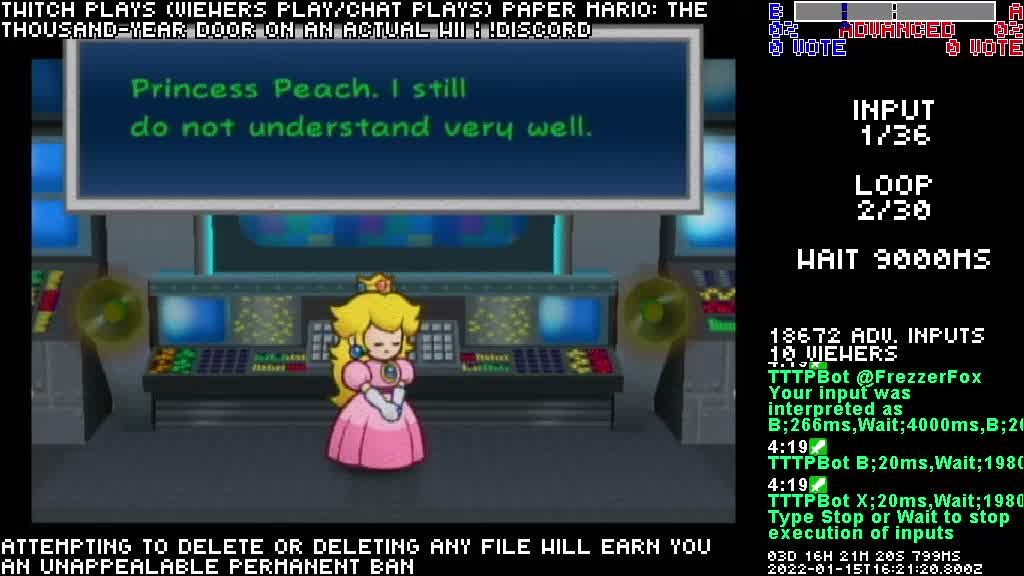 TWITCH PLAYS (VIEWERS PLAY/CHAT PLAYS) PAPER MARIO: THE
THOUSAND-YEAR DOOR ON AN ACTUAL WII ! !DISCORD
Princess Peach. I still
do not understand very well.
ATTEMPTING TO DELETE OR DELETING ANY FILE WILL EARN YOU
AN UNAPPEALABLE PERMANENT BAN
B A
0% ADVANCED 0%
0 VOTE 0 VOTE
INPUT
1/36
LOOP
2/30
WAIT 9000MS
18672 ADV. INPUTS
10 VIEWERS
4:19
TTTPBot @FrezzerFox
Your input was
interpreted as
B;266ms,Wait;4000ms,B;20
4:19
TTTPBot B;20ms,Wait;1980
4:19
TTTPBot X;20ms,Wait;1980
Type Stop or Wait to stop
execution of inputs
03D 16H 21M 20S 799MS
2022-01-15T16:21:20.800Z